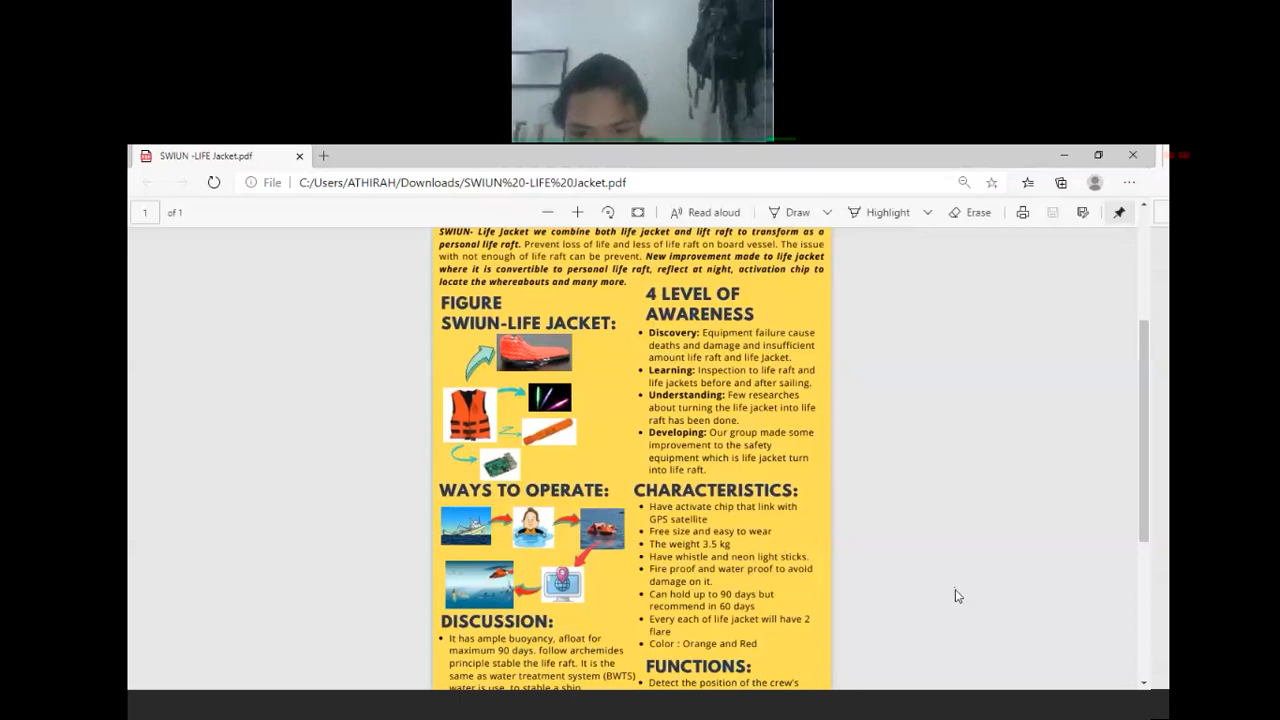 SWIUN -LIFE Jacket.pdf
File
C:/Users/ATHIRAH/Downloads/SWIUN%20-LIFE%20Jacket.pdf
1 of 1
Read aloud
Draw
Highlight
Erase
SWIUN- Life Jacket we combine both life jacket and lift raft to transform as a
personal life raft. Prevent loss of life and less of life raft on board vessel. The issue
with not enough of life raft can be prevent. New improvement made to life jacket
where it is convertible to personal life raft, reflect at night, activation chip to
locate the whereabouts and many more.
FIGURE
SWIUN-LIFE JACKET:
WAYS TO OPERATE:
DISCUSSION:
• It has ample buoyancy, afloat for
maximum 90 days. follow archemides
principle stable the life raft. It is the
same as water treatment system (BWTS)
water is use to stable a ship
4 LEVEL OF
AWARENESS
• Discovery: Equipment failure cause
deaths and damage and insufficient
amount life raft and life Jacket.
• Learning: Inspection to life raft and
life jackets before and after sailing.
• Understanding: Few researches
about turning the life jacket into life
raft has been done.
• Developing: Our group made some
improvement to the safety
equipment which is life jacket turn
into life raft.
CHARACTERISTICS:
• Have activate chip that link with
GPS satellite
• Free size and easy to wear
• The weight 3.5 kg
• Have whistle and neon light sticks.
• Fire proof and water proof to avoid
damage on it.
• Can hold up to 90 days but
recommend in 60 days
• Every each of life jacket will have 2
flare
• Color : Orange and Red
FUNCTIONS:
• Detect the position of the crew's